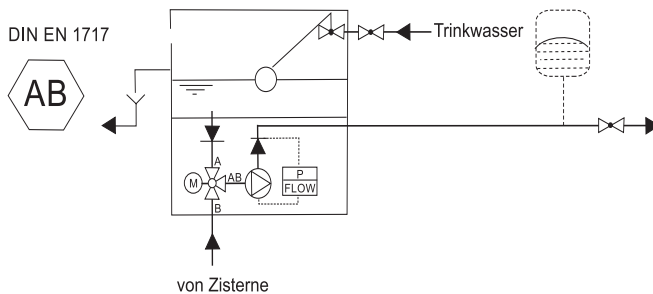 DIN EN 1717
AB
Trinkwasser
A
M
AB
B
P
FLOW
von Zisterne